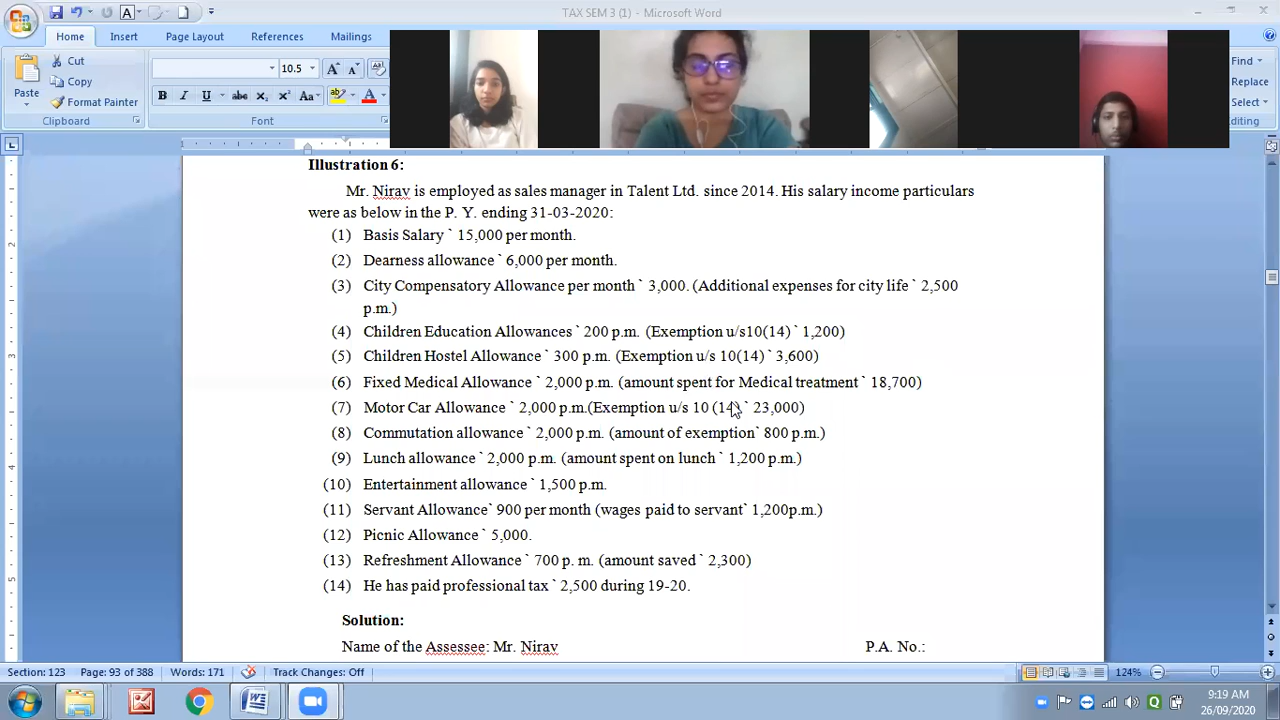 TAX SEM 3 (1) - Microsoft Word
Home Insert Page Layout References Mailings
Cut
Copy
Format Painter
Paste
Clipboard
10.5
Font
Find
Replace
Select
Editing
Illustration 6:
Mr. Nirav is employed as sales manager in Talent Ltd. since 2014. His salary income particulars
were as below in the P. Y. ending 31-03-2020:
(1) Basis Salary ` 15,000 per month.
(2) Dearness allowance ` 6,000 per month.
(3) City Compensatory Allowance per month ` 3,000. (Additional expenses for city life ` 2,500
p.m.)
(4) Children Education Allowances ` 200 p.m. (Exemption u/s10(14) ` 1,200)
(5) Children Hostel Allowance ` 300 p.m. (Exemption u/s 10(14) ` 3,600)
(6) Fixed Medical Allowance ` 2,000 p.m. (amount spent for Medical treatment ` 18,700)
(7) Motor Car Allowance ` 2,000 p.m.(Exemption u/s 10 (14) ` 23,000)
(8) Commutation allowance ` 2,000 p.m. (amount of exemption` 800 p.m.)
(9) Lunch allowance ` 2,000 p.m. (amount spent on lunch ` 1,200 p.m.)
(10) Entertainment allowance ` 1,500 p.m.
(11) Servant Allowance` 900 per month (wages paid to servant` 1,200p.m.)
(12) Picnic Allowance ` 5,000.
(13) Refreshment Allowance ` 700 p. m. (amount saved ` 2,300)
(14) He has paid professional tax ` 2,500 during 19-20.
Solution:
Name of the Assessee: Mr. Nirav P.A. No.:
Section: 123 Page: 93 of 388 Words: 171 Track Changes: Off 124%
9:19 AM
26/09/2020